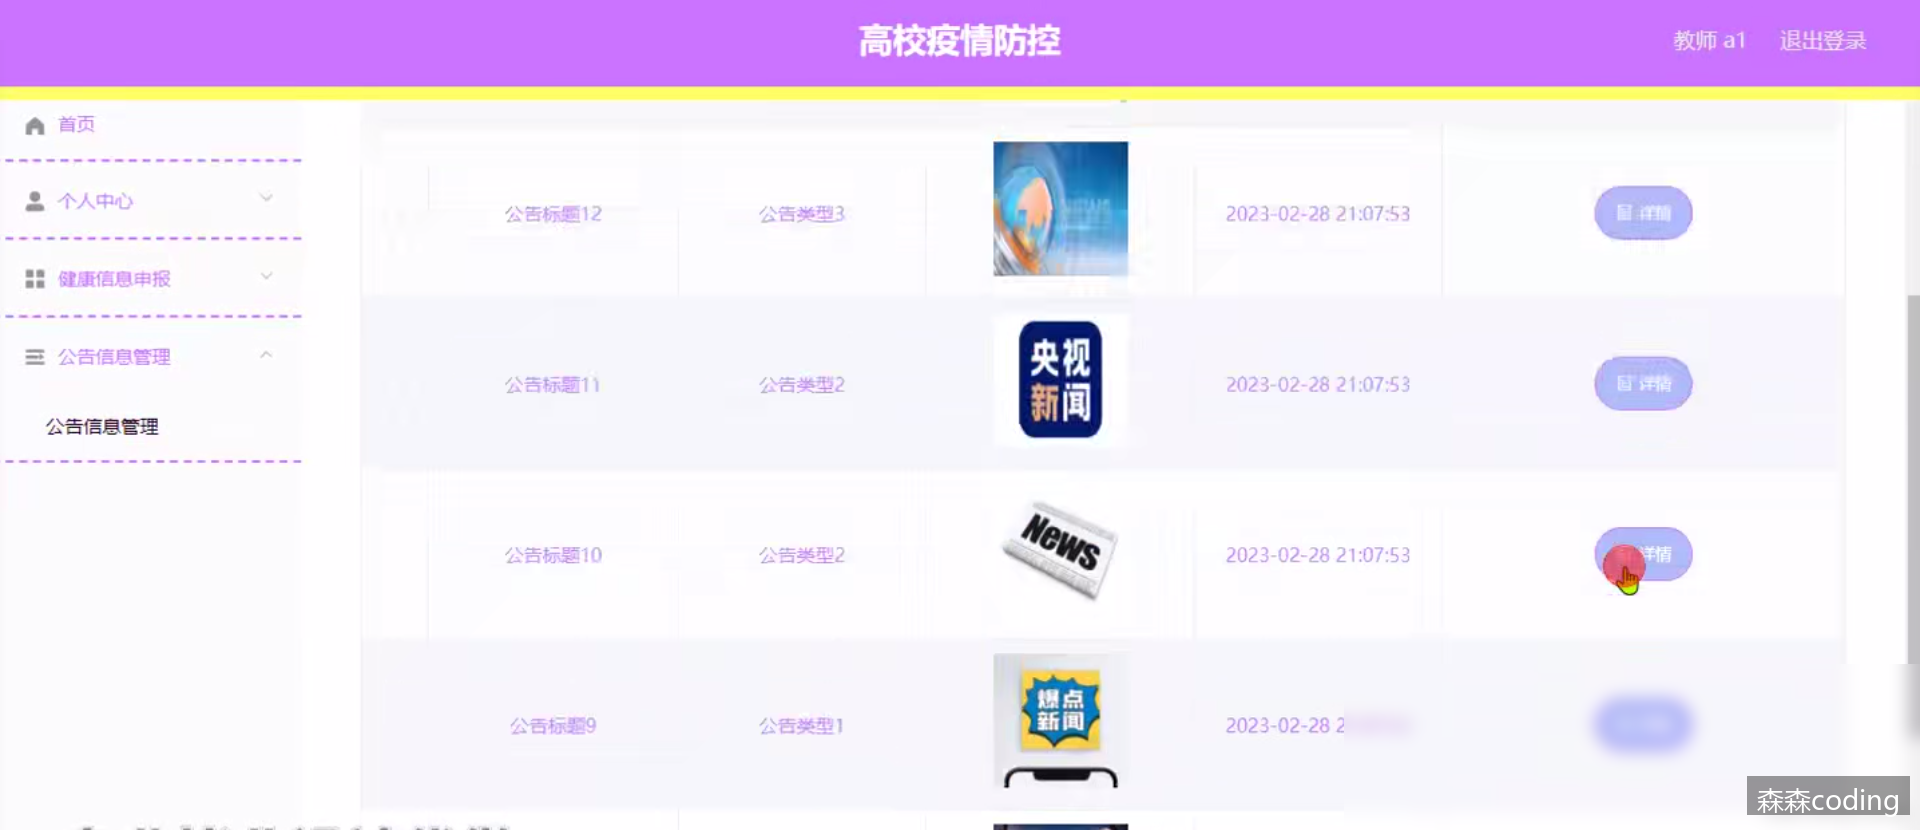 高校疫情防控
教师 a1 退出登录
首页
个人中心
健康信息申报
公告信息管理
公告信息管理
公告标题12 公告类型3 NEWS 2023-02-28 21:07:53 详情
公告标题11 公告类型2 央视新闻 2023-02-28 21:07:53 详情
公告标题10 公告类型2 News 2023-02-28 21:07:53 详情
公告标题9 公告类型1 爆点新闻 2023-02-28 2
森森coding